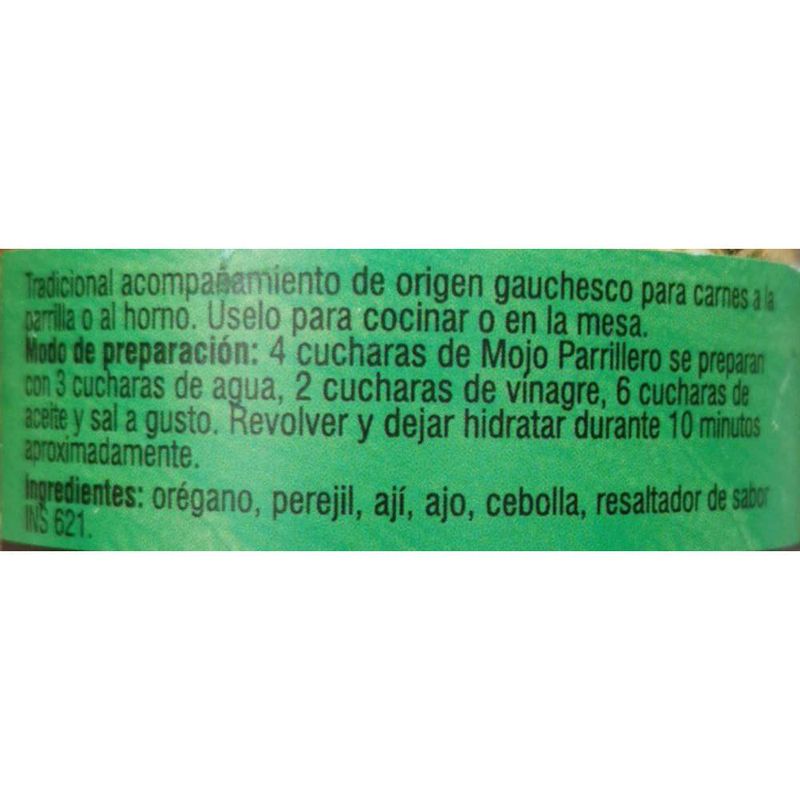 Tradicional acompañamiento de origen gauchesco para carnes a la
parrilla o al horno. Uselo para cocinar o en la mesa.
Modo de preparación: 4 cucharas de Mojo Parrillero se preparan
con 3 cucharas de agua, 2 cucharas de vinagre, 6 cucharas de
aceite y sal a gusto. Revolver y dejar hidratar durante 10 minutos
aproximadamente.
Ingredientes: orégano, perejil, ají, ajo, cebolla, resaltador de sabor
INS 621.